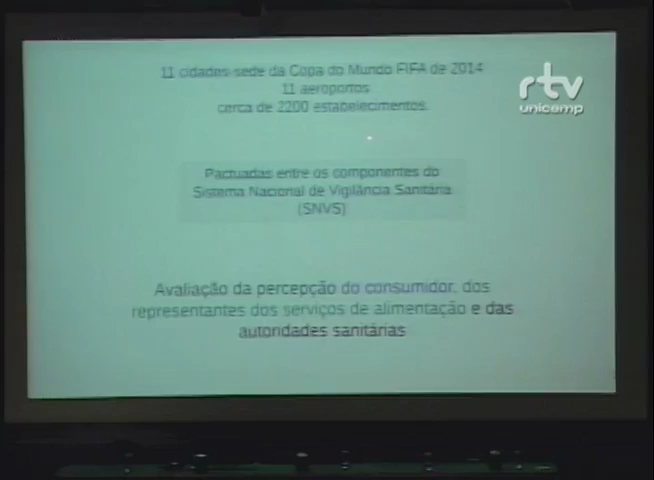 11 cidades-sede da Copa do Mundo FIFA de 2014
11 aeroportos
cerca de 2200 estabelecimentos
rtv
unicamp
Pactuadas entre os componentes do
Sistema Nacional de Vigilância Sanitária
(SNVS)
Avaliação da percepção do consumidor, dos
representantes dos serviços de alimentação e das
autoridades sanitárias